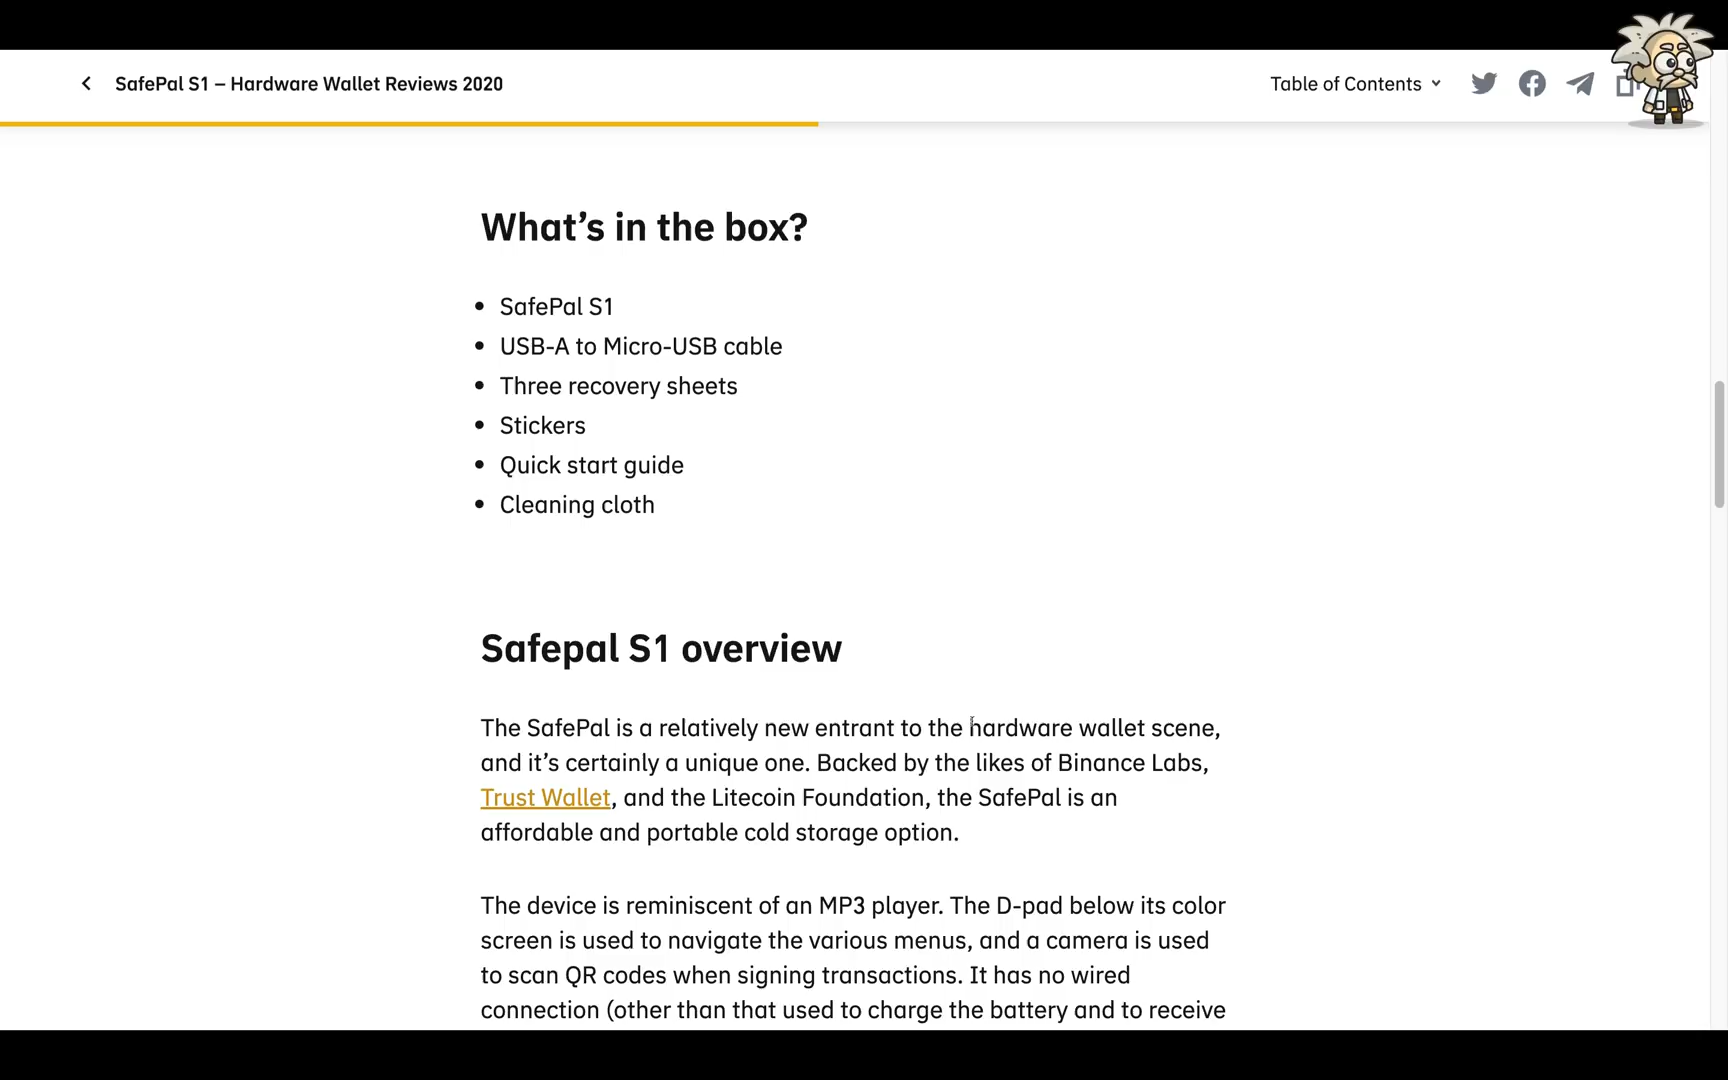 SafePal S1 – Hardware Wallet Reviews 2020
Table of Contents
What’s in the box?
• SafePal S1
• USB-A to Micro-USB cable
• Three recovery sheets
• Stickers
• Quick start guide
• Cleaning cloth
Safepal S1 overview
The SafePal is a relatively new entrant to the hardware wallet scene,
and it’s certainly a unique one. Backed by the likes of Binance Labs,
Trust Wallet, and the Litecoin Foundation, the SafePal is an
affordable and portable cold storage option.
The device is reminiscent of an MP3 player. The D-pad below its color
screen is used to navigate the various menus, and a camera is used
to scan QR codes when signing transactions. It has no wired
connection (other than that used to charge the battery and to receive